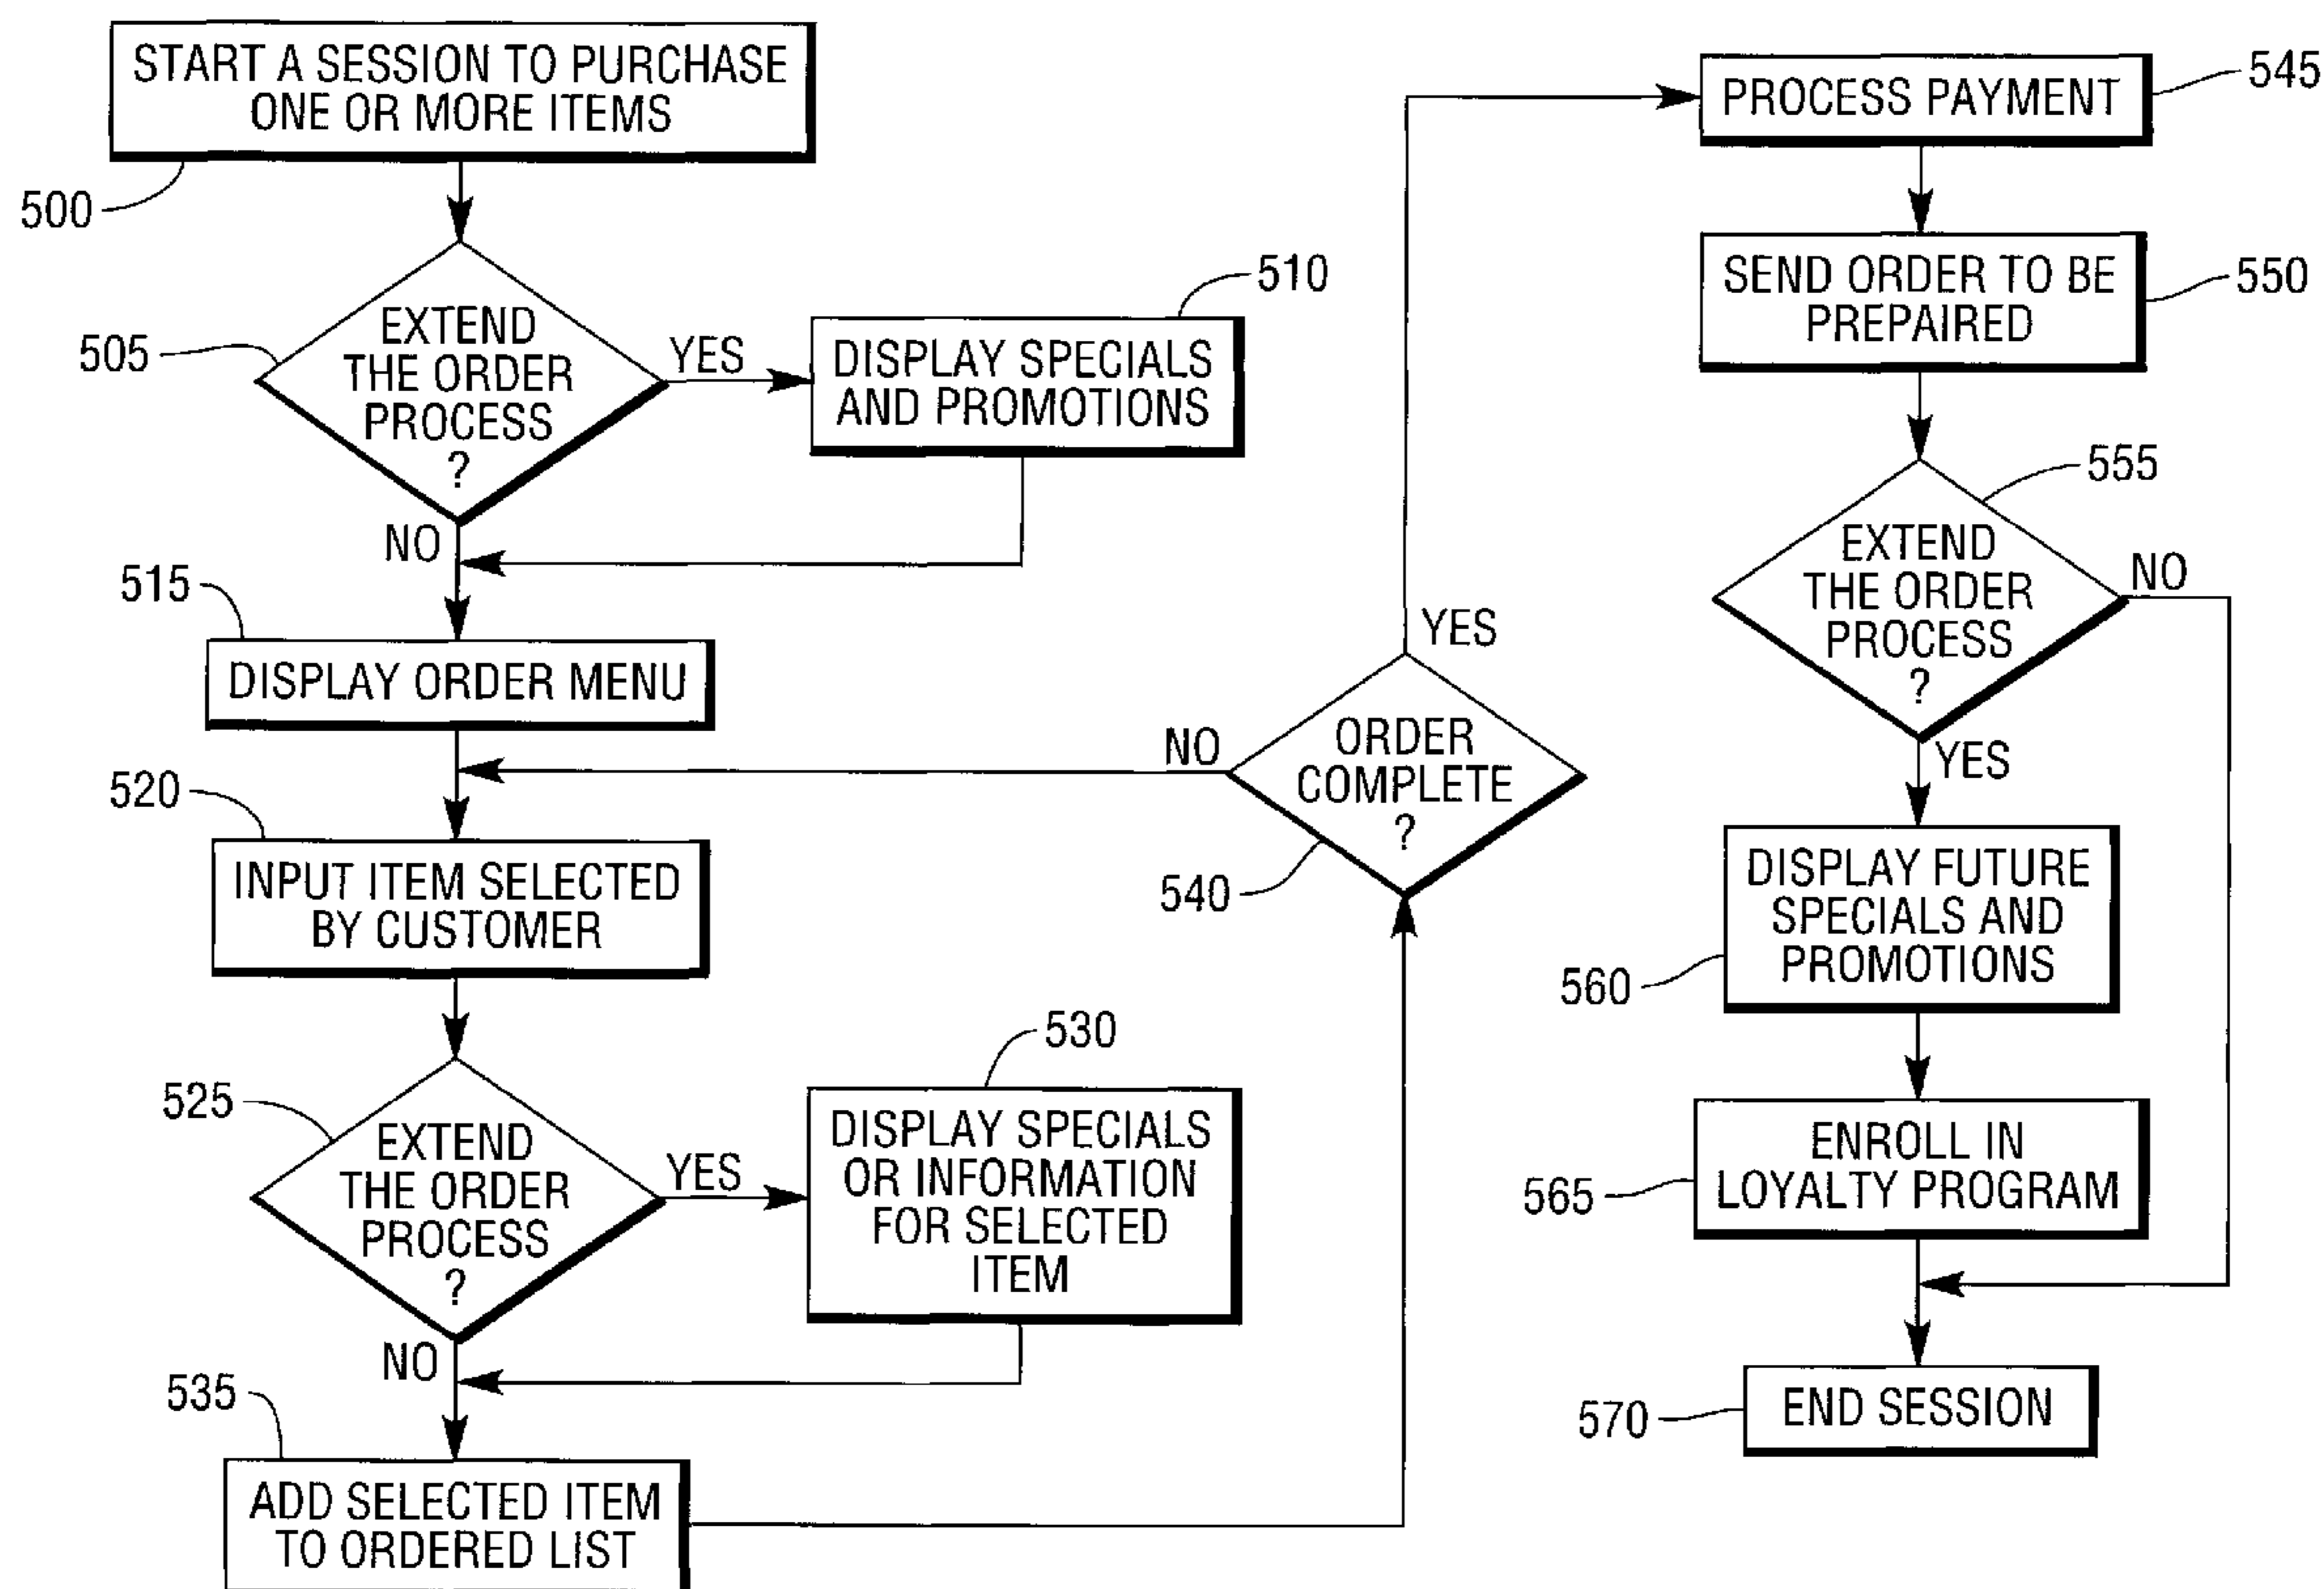 START A SESSION TO PURCHASE
ONE OR MORE ITEMS
500
EXTEND
THE ORDER
PROCESS
?
505
YES
NO
510
DISPLAY SPECIALS
AND PROMOTIONS
515
DISPLAY ORDER MENU
520
INPUT ITEM SELECTED
BY CUSTOMER
525
EXTEND
THE ORDER
PROCESS
?
YES
NO
530
DISPLAY SPECIALS
OR INFORMATION
FOR SELECTED
ITEM
535
ADD SELECTED ITEM
TO ORDERED LIST
YES
NO
ORDER
COMPLETE
?
540
PROCESS PAYMENT
545
SEND ORDER TO BE
PREPAIRED
550
555
EXTEND
THE ORDER
PROCESS
?
NO
YES
DISPLAY FUTURE
SPECIALS AND
PROMOTIONS
560
ENROLL IN
LOYALTY PROGRAM
565
END SESSION
570